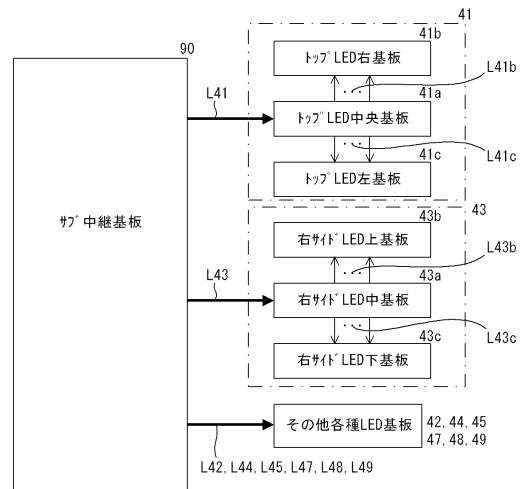 41
90
41b
トップLED右基板
L41b
L41
41a
トップLED中央基板
41c
L41c
トップLED左基板
43
43b
サブ中継基板
右サイドLED上基板
L43b
L43
43a
右サイドLED中基板
43c
L43c
右サイドLED下基板
その他各種LED基板
42, 44, 45
47, 48, 49
L42, L44, L45, L47, L48, L49